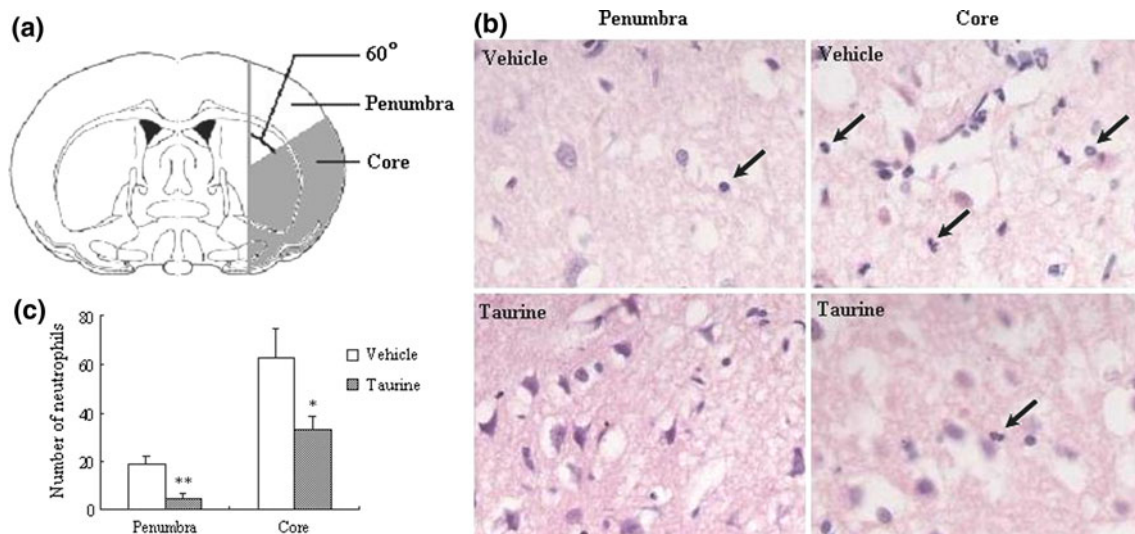 (a)
60°
Penumbra
Core
(b)
Penumbra
Core
Vehicle
Vehicle
Taurine
Taurine
(c)
Number of neutrophils
80
60
40
20
0
Vehicle
Taurine
**
*
Penumbra
Core